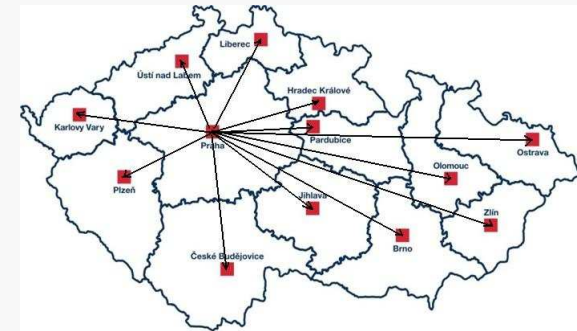 Liberec
Ústí nad Labem
Hradec Králové
Karlovy Vary
Praha
Pardubice
Ostrava
Plzeň
Olomouc
Jihlava
Zlín
Brno
České Budějovice